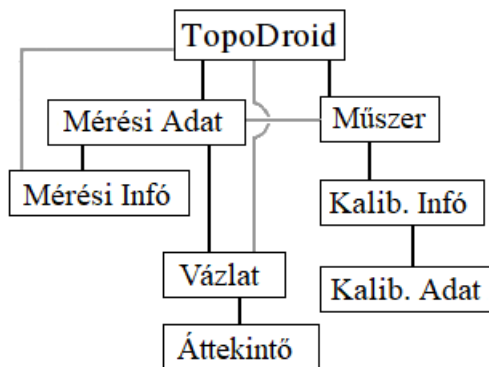 TopoDroid
Mérési Adat
Műszer
Mérési Infó
Kalib. Infó
Vázlat
Kalib. Adat
Áttekintő